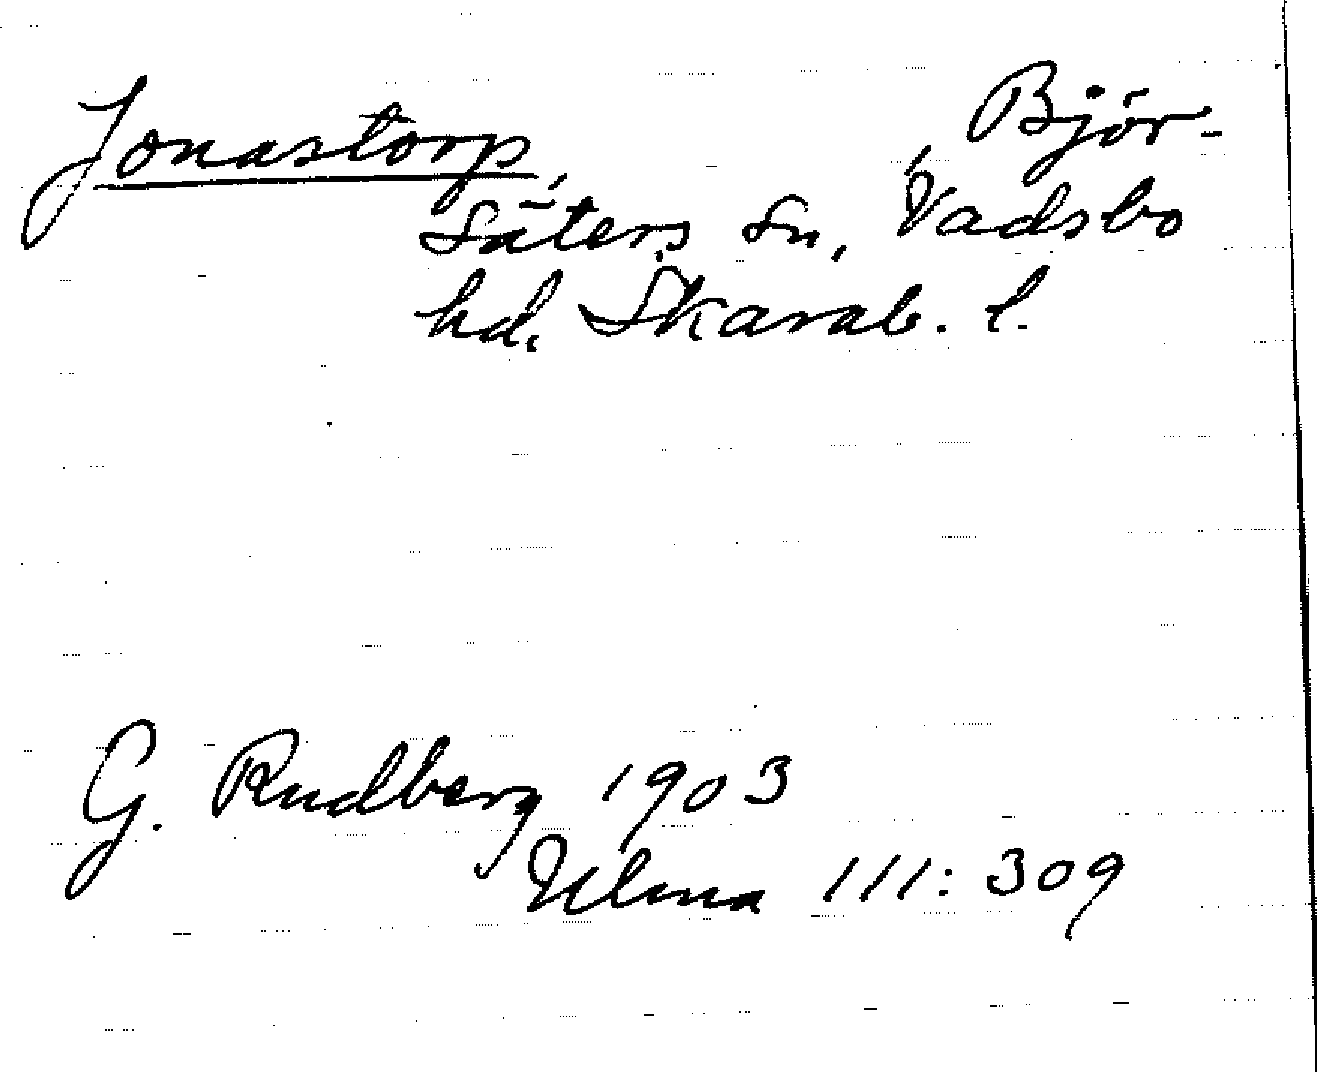 Jonastorp, , Björ-
säters sn, Vadsbo
hd, Skarab. l.
G. Rudberg 1903
Ulma 111:309